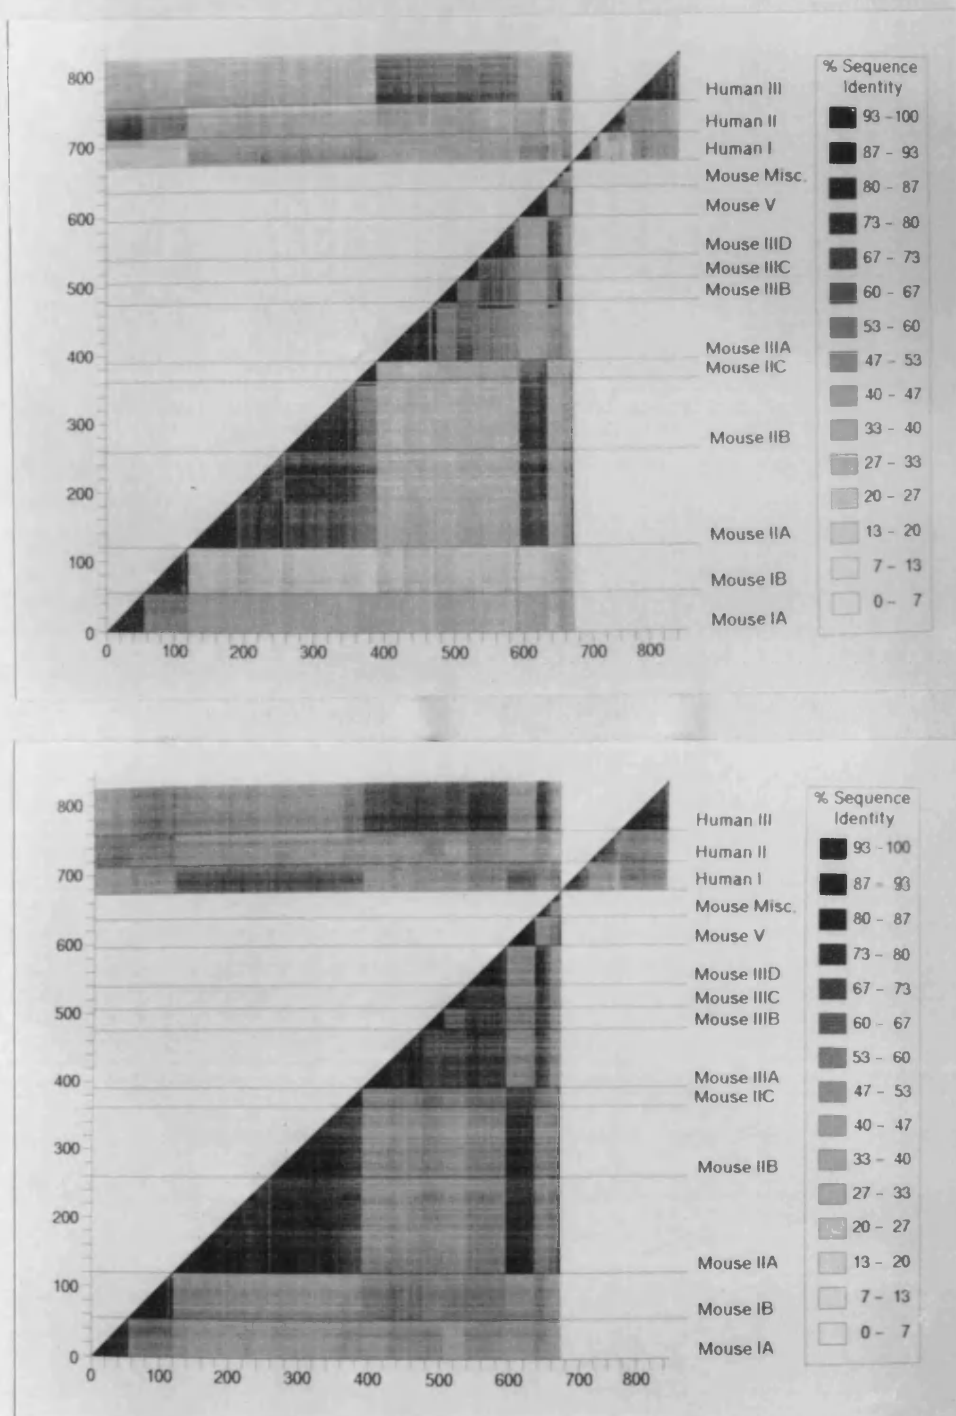 800
700
600
500
400
300
200
100
0
0 100 200 300 400 500 600 700 800
Human III
Human II
Human I
Mouse Misc.
Mouse V
Mouse IIID
Mouse IIIC
Mouse IIIB
Mouse IIIA
Mouse IIC
Mouse IIB
Mouse IIA
Mouse IB
Mouse IA
% Sequence
Identity
93 - 100
87 - 93
80 - 87
73 - 80
67 - 73
60 - 67
53 - 60
47 - 53
40 - 47
33 - 40
27 - 33
20 - 27
13 - 20
7 - 13
0 - 7
800
700
600
500
400
300
200
100
0
0 100 200 300 400 500 600 700 800
Human III
Human II
Human I
Mouse Misc.
Mouse V
Mouse IIID
Mouse IIIC
Mouse IIIB
Mouse IIIA
Mouse IIC
Mouse IIB
Mouse IIA
Mouse IB
Mouse IA
% Sequence
Identity
93 - 100
87 - 93
80 - 87
73 - 80
67 - 73
60 - 67
53 - 60
47 - 53
40 - 47
33 - 40
27 - 33
20 - 27
13 - 20
7 - 13
0 - 7